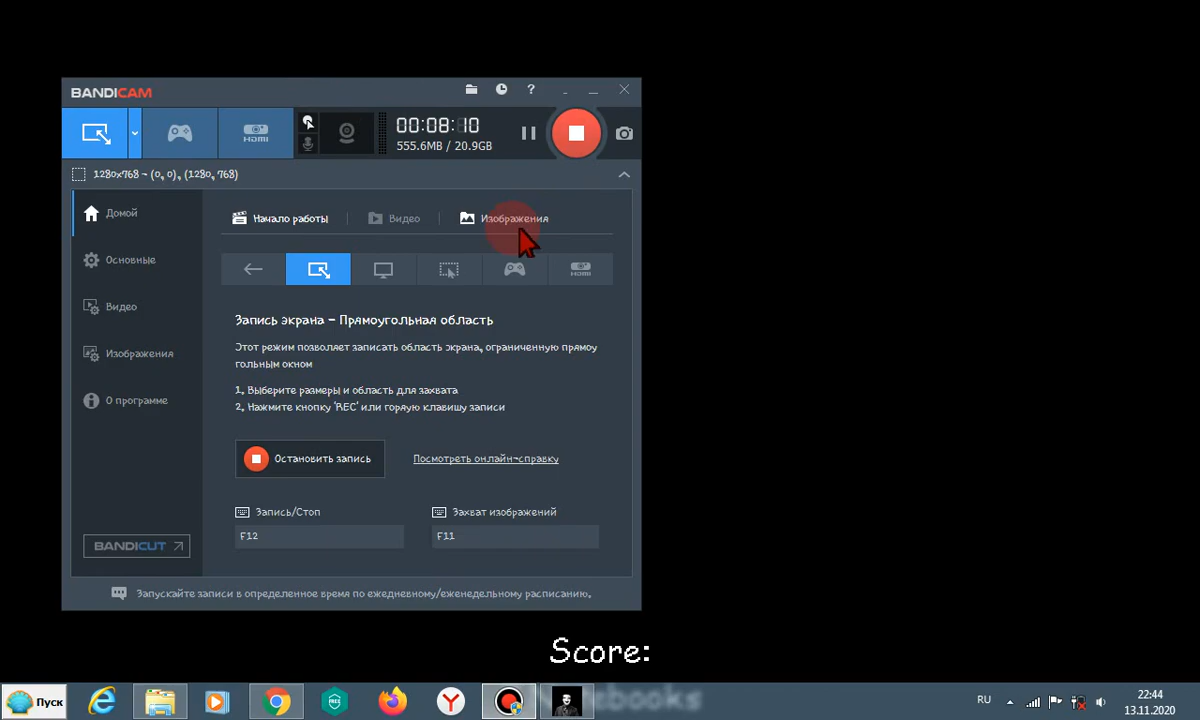 BANDICAM
?
HDMI
00:08:10
555.6MB / 20.9GB
1280x768 - (0, 0), (1280, 768)
Домой
Основные
Видео
Изображения
О программе
BANDICUT
Начало работы
Видео
Изображения
HDMI
Запись экрана - Прямоугольная область
Этот режим позволяет записать область экрана, ограниченную прямоу
гольным окном
1, Выберите размеры и область для захвата
2, Нажмите кнопку 'REC' или горячую клавишу записи
Остановить запись
Посмотреть онлайн-справку
Запись/Стоп
F12
Захват изображений
F11
Запускайте записи в определенное время по ежедневному/еженедельному расписанию.
Score:
Пуск
RU
22:44
13.11.2020